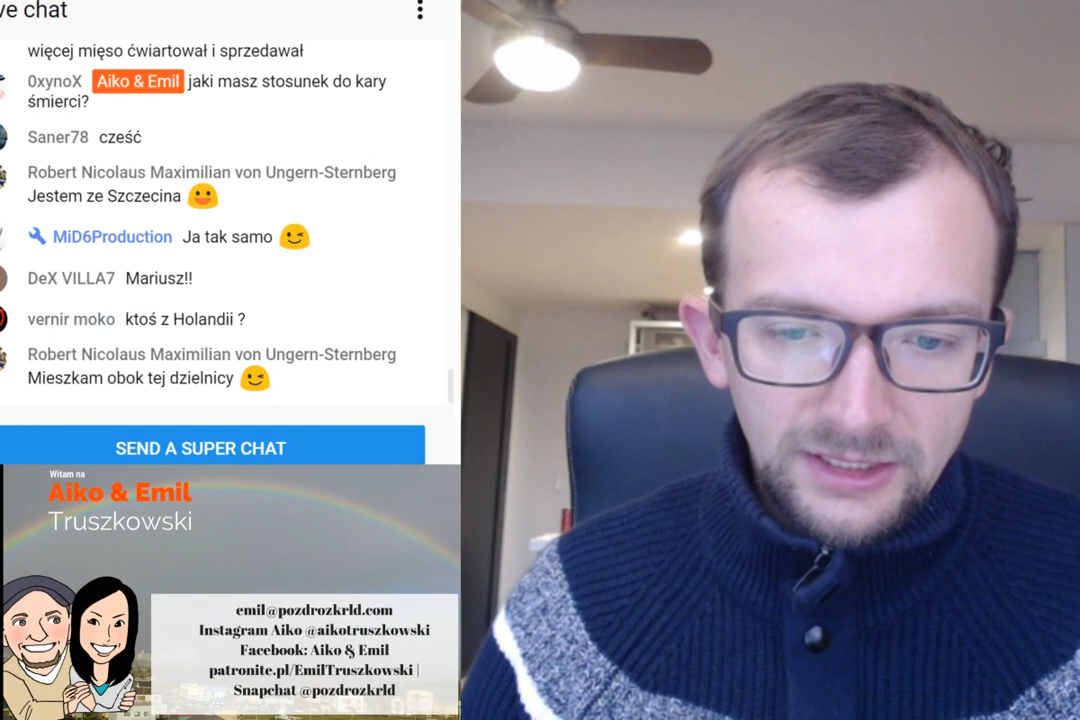 ve chat
więcej mięso ćwiartował i sprzedawał
0xynoX Aiko & Emil jaki masz stosunek do kary
śmierci?
Saner78 cześć
Robert Nicolaus Maximilian von Ungern-Sternberg
Jestem ze Szczecina
MiD6Production Ja tak samo
DeX VILLA7 Mariusz!!
vernir moko ktoś z Holandii ?
Robert Nicolaus Maximilian von Ungern-Sternberg
Mieszkam obok tej dzielnicy
SEND A SUPER CHAT
Witam na
Aiko & Emil
Truszkowski
emil@pozdrozkrld.com
Instagram Aiko @aikotruszkowski
Facebook: Aiko & Emil
patronite.pl/EmilTruszkowski |
Snapchat @pozdrozkrld